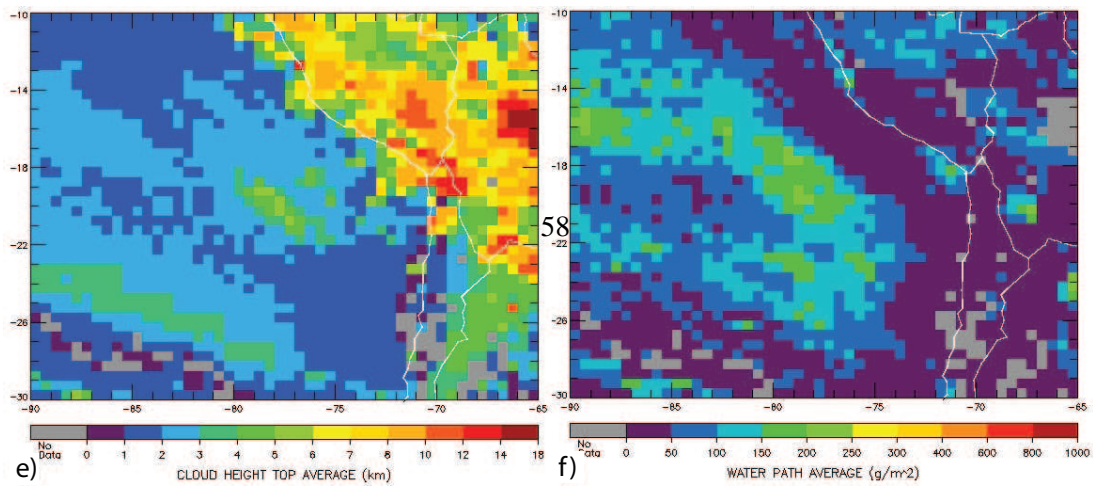 -10
-14
-18
-22
-26
-30
-90 -85 -80 -75 -70 -65
No Data 0 1 2 3 4 5 6 7 8 10 12 14 18
e) CLOUD HEIGHT TOP AVERAGE (km)
58
-10
-14
-18
-22
-26
-30
-90 -85 -80 -75 -70 -65
No 0 50 100 150 200 250 300 400 600 800 1000
f) WATER PATH AVERAGE (g/m^2)